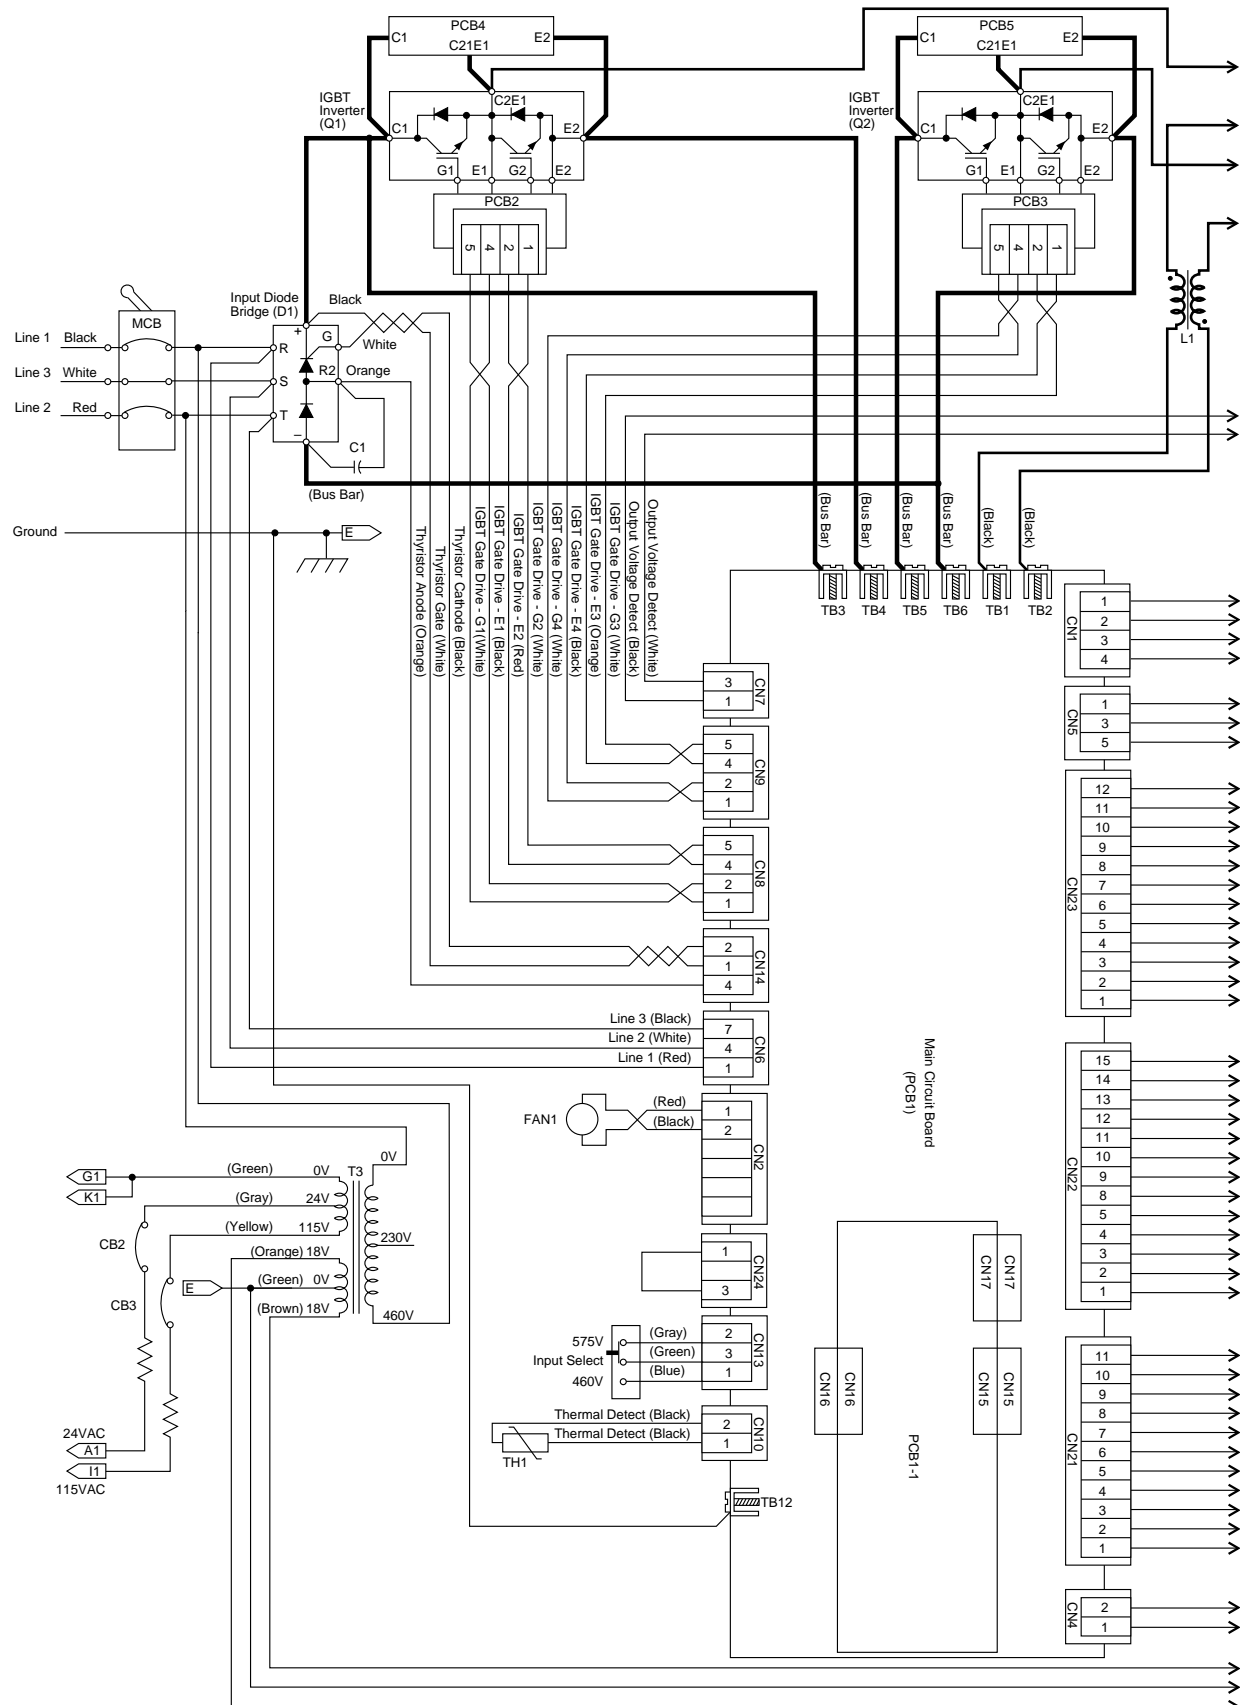 PCB4
C1
E2
C21E1
IGBT
Inverter
(Q1)
C2E1
C1
E2
G1
E1
G2
E2
PCB2
5
4
2
1
PCB5
C1
E2
C21E1
IGBT
Inverter
(Q2)
C2E1
C1
E2
G1
E1
G2
E2
PCB3
5
4
2
1
L1
MCB
Line 1 Black
Line 3 White
Line 2 Red
Input Diode
Bridge (D1)
Black
White
Orange
+
G
R
R2
S
T
–
C1
(Bus Bar)
Ground
E
Thyristor Anode (Orange)
Thyristor Gate (White)
Thyristor Cathode (Black)
IGBT Gate Drive - G1(White)
IGBT Gate Drive - E1 (Black)
IGBT Gate Drive - E2 (Red)
IGBT Gate Drive - G2 (White)
IGBT Gate Drive - G4 (White)
IGBT Gate Drive - E4 (Black)
IGBT Gate Drive - E3 (Orange)
IGBT Gate Drive - G3 (White)
Output Voltage Detect (Black)
Output Voltage Detect (White)
(Bus Bar)
(Bus Bar)
(Bus Bar)
(Bus Bar)
(Black)
(Black)
TB3
TB4
TB5
TB6
TB1
TB2
CN7
3
1
CN9
5
4
2
1
CN8
5
4
2
1
CN14
2
1
4
Line 3 (Black)
Line 2 (White)
Line 1 (Red)
CN6
7
4
1
FAN1
(Red)
(Black)
CN2
1
2
CN24
1
3
575V
Input Select
460V
(Gray)
(Green)
(Blue)
CN13
2
3
1
Thermal Detect (Black)
Thermal Detect (Black)
TH1
CN10
2
1
TB12
Main Circuit Board
(PCB1)
CN17
CN17
CN15
CN15
CN16
CN16
PCB1-1
CN1
1
2
3
4
CN5
1
3
5
CN23
12
11
10
9
8
7
6
5
4
3
2
1
CN22
15
14
13
12
11
10
9
8
5
4
3
2
1
CN21
11
10
9
8
7
6
5
4
3
2
1
CN4
2
1
G1
K1
(Green) 0V
(Gray) 24V
(Yellow) 115V
(Orange) 18V
(Green) 0V
(Brown) 18V
T3
0V
230V
460V
CB2
CB3
E
24VAC
A1
I1
115VAC